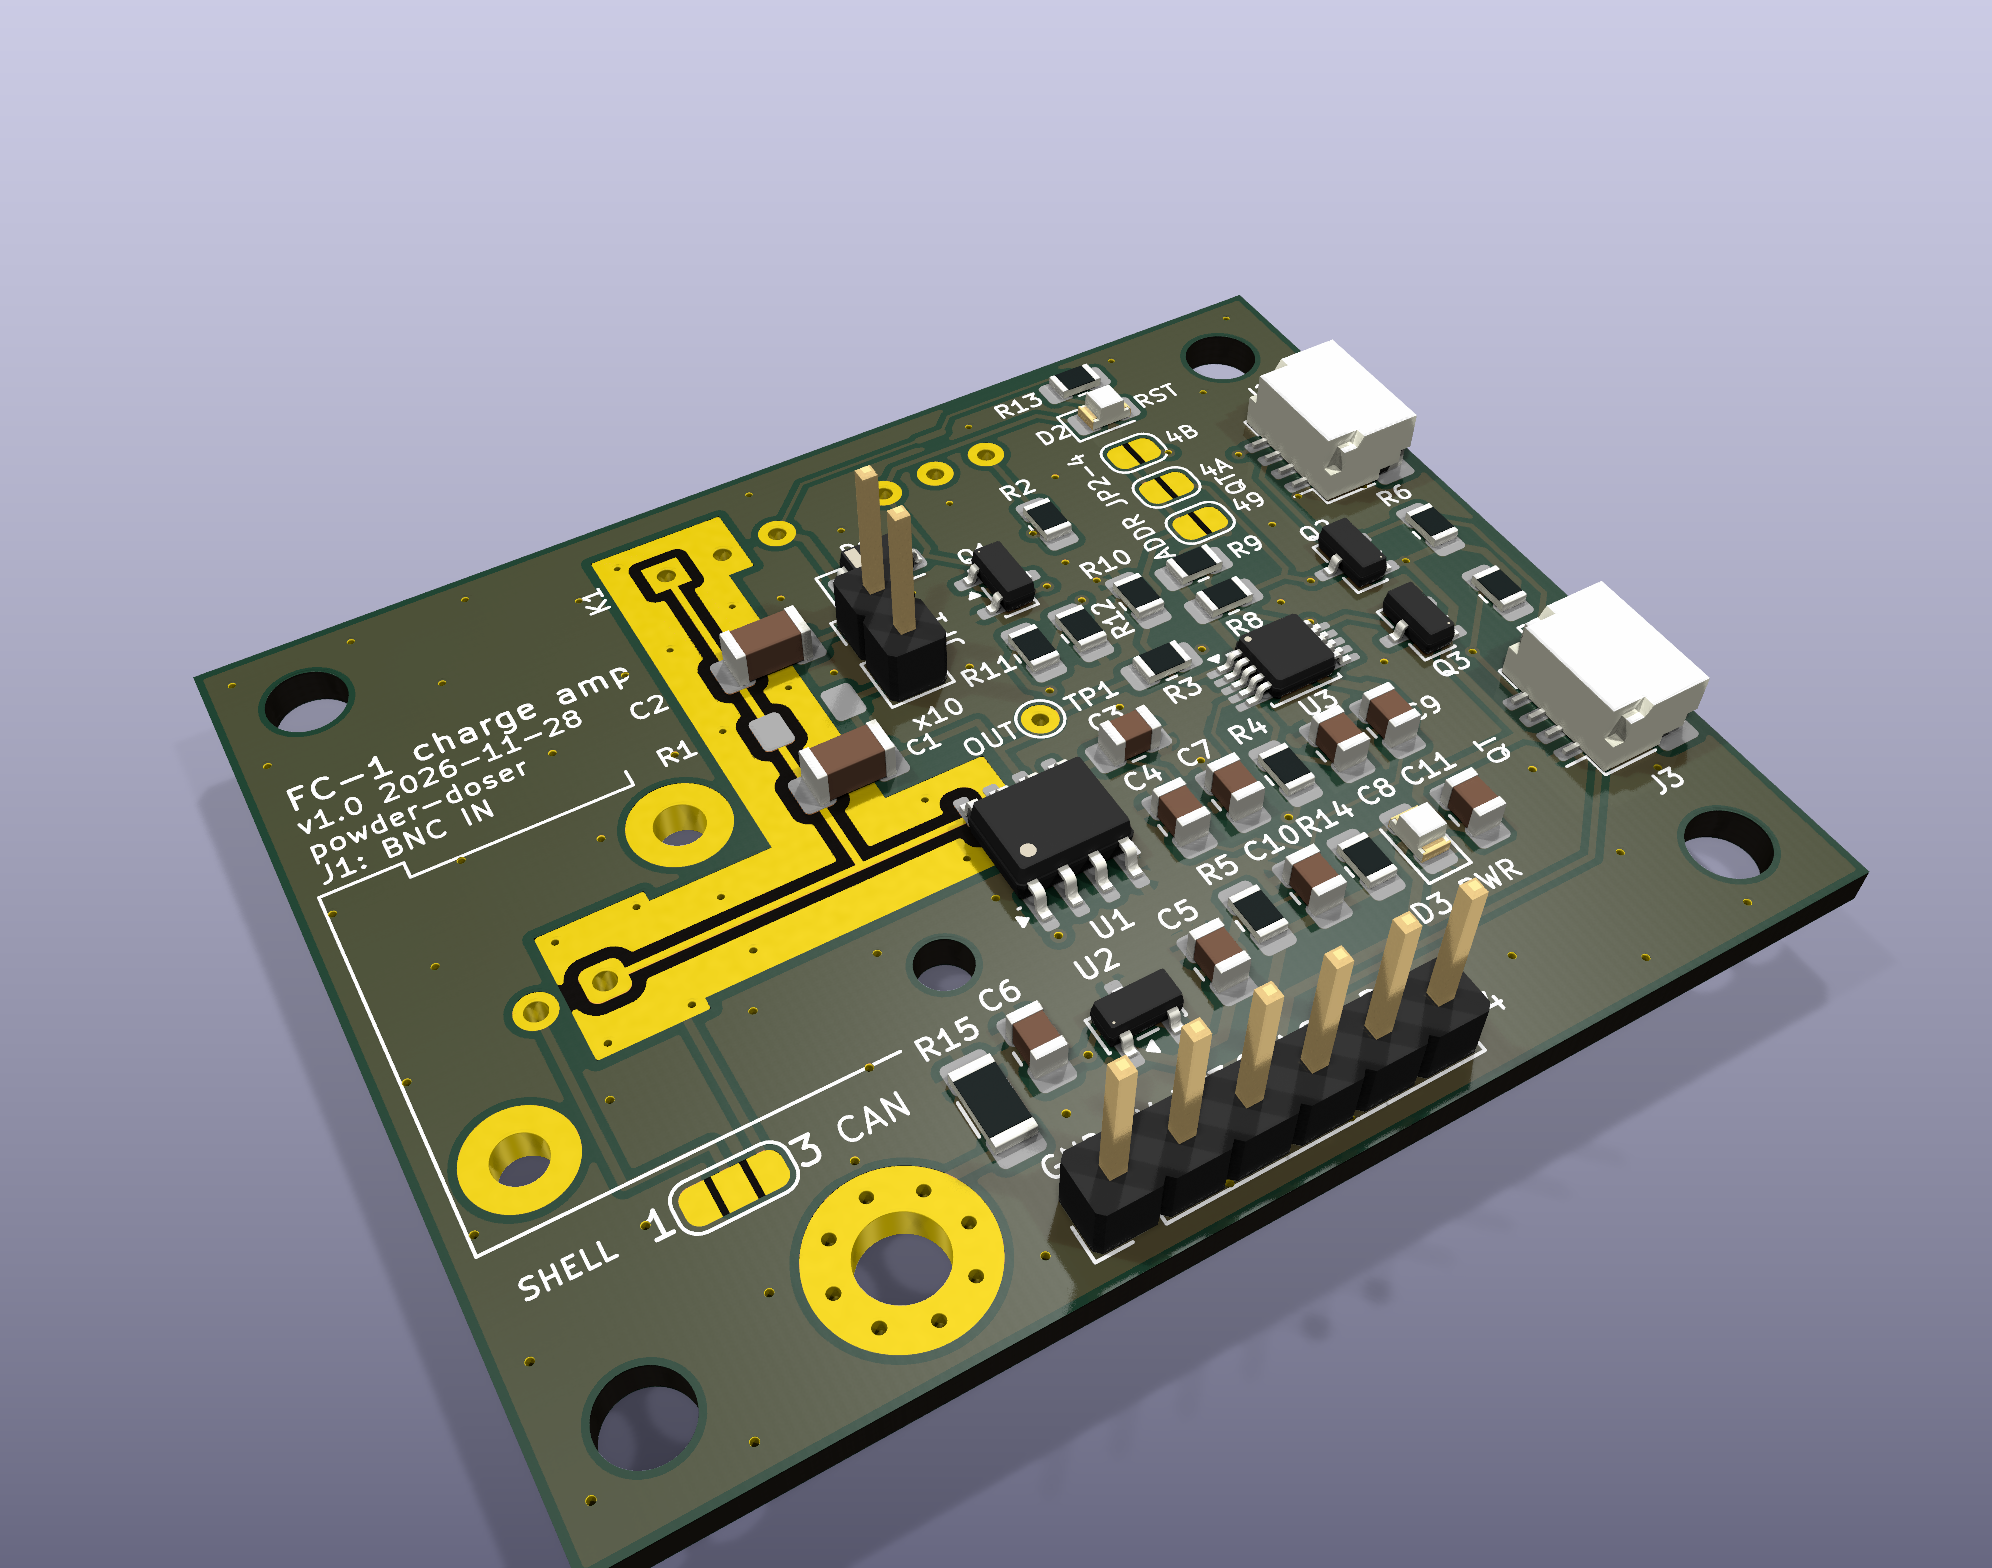 FC-1 charge amp
v1.0 2026-11-28
powder-doser
J1: BNC IN
K1
C2
R1
R13
RST
D2
4B
JP2-4
4A
49
ADDR
R2
R6
Q1
R10
R9
R12
R8
R11
TP1
R3
Q3
x10
OUT
C1
C3
U3
R4
C7
C4
C11
C8
R14
C10
R5
J3
PWR
D3
U1
C5
U2
C6
R15
1
3
CAN
SHELL